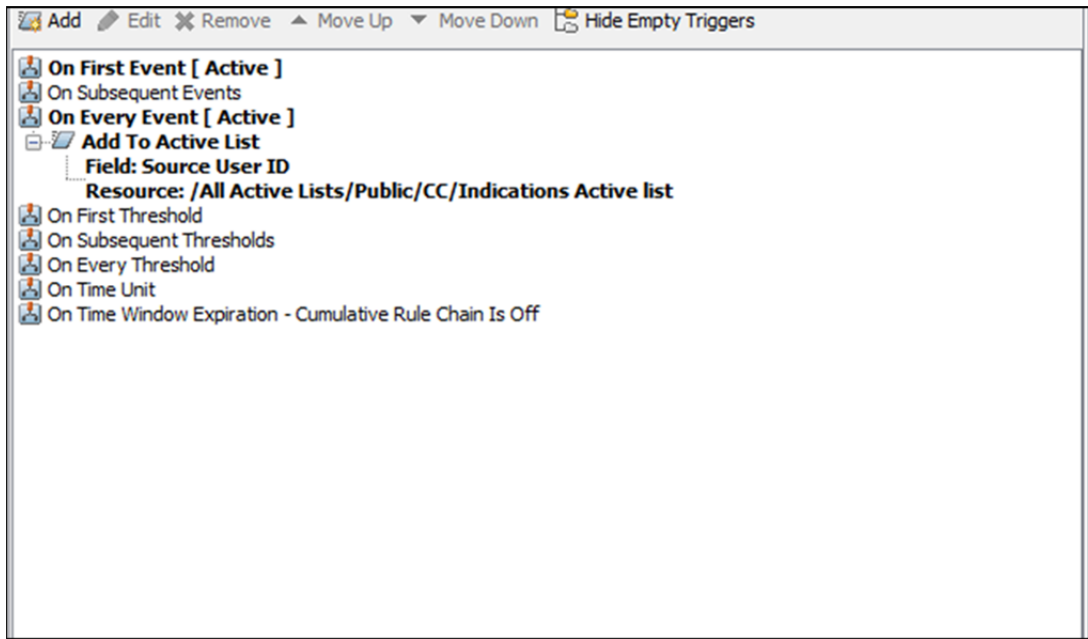 Add Edit Remove Move Up Move Down Hide Empty Triggers
On First Event [ Active ]
On Subsequent Events
On Every Event [ Active ]
Add To Active List
Field: Source User ID
Resource: /All Active Lists/Public/CC/Indications Active list
On First Threshold
On Subsequent Thresholds
On Every Threshold
On Time Unit
On Time Window Expiration - Cumulative Rule Chain Is Off